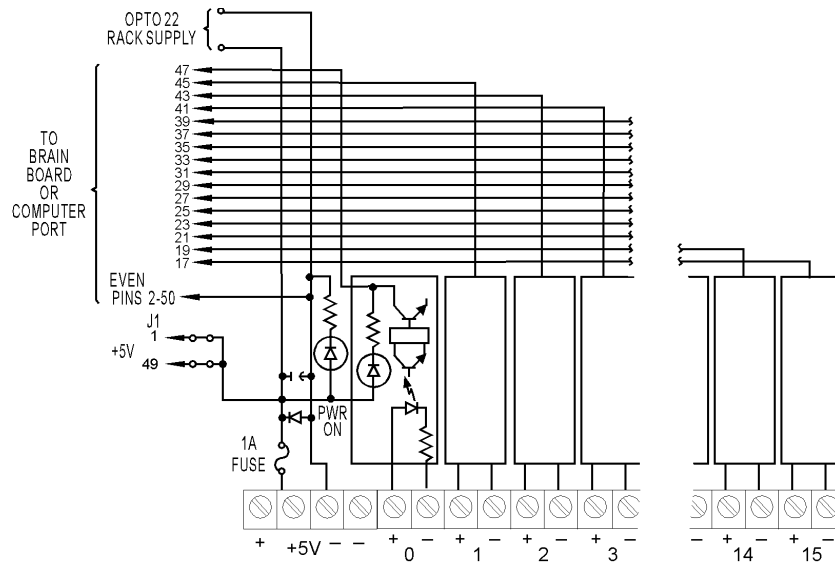 OPTO 22
RACK SUPPLY
47
45
43
41
39
37
35
33
31
29
27
25
23
21
19
17
TO
BRAIN
BOARD
OR
COMPUTER
PORT
EVEN
PINS 2-50
J1
1
+5V
49
PWR
ON
1A
FUSE
+ +5V – – + 0 – + 1 – + 2 – + 3 – – + 14 – + 15 –